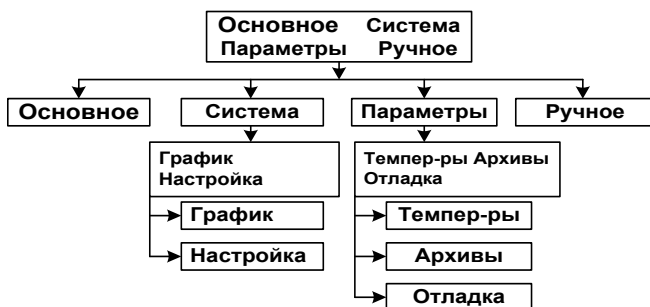 Основное Система
Параметры Ручное
Основное Система Параметры Ручное
График
Настройка
Темпер-ры Архивы
Отладка
График Темпер-ры
Настройка Архивы
Отладка